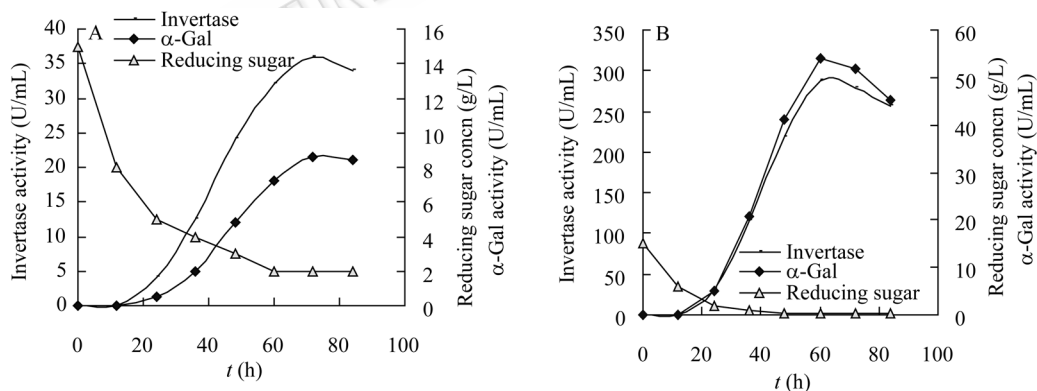 A
Invertase
α-Gal
Reducing sugar
40
35
30
25
20
15
10
5
0
Invertase activity (U/mL)
16
14
12
10
8
6
4
2
0
Reducing sugar concn (g/L)
α-Gal activity (U/mL)
0 20 40 60 80 100
t (h)
B
350
300
250
200
150
100
50
0
Invertase activity (U/mL)
Invertase
α-Gal
Reducing sugar
60
50
40
30
20
10
0
Reducing sugar concn (g/L)
α-Gal activity (U/mL)
0 20 40 60 80 100
t (h)